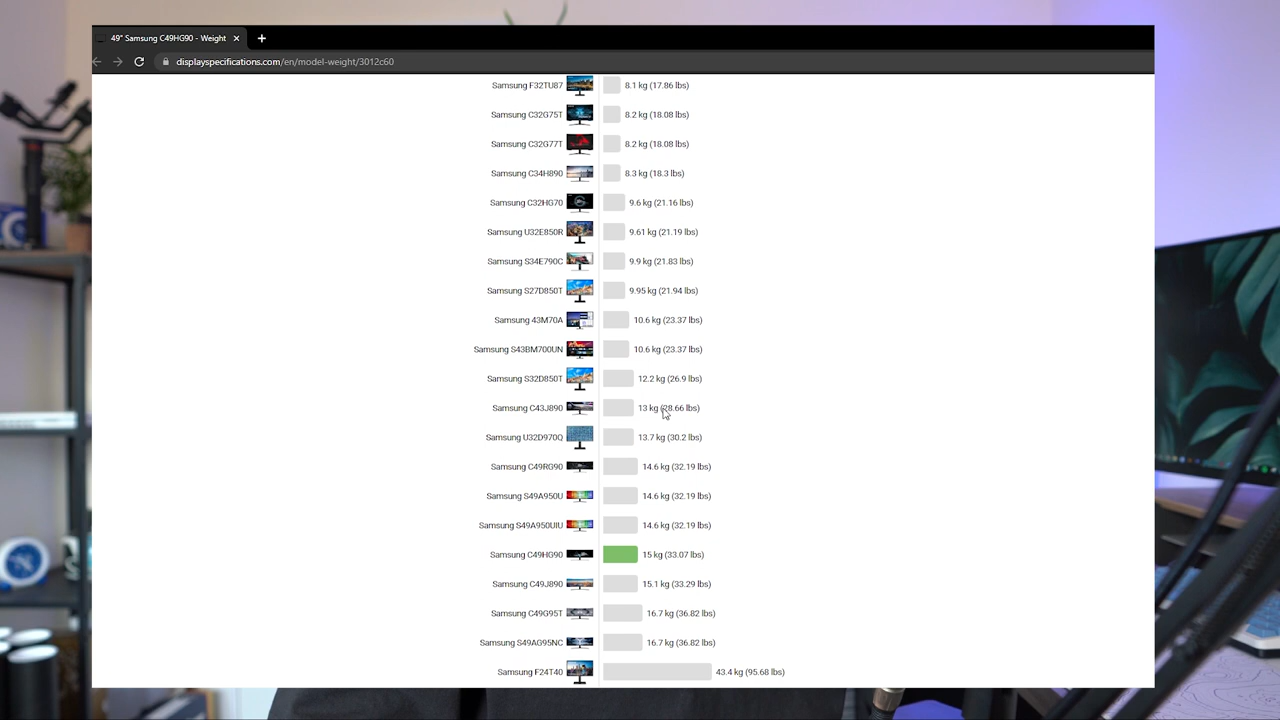 49" Samsung C49HG90 - Weight
displayspecifications.com/en/model-weight/3012c60
Samsung F32TU87 8.1 kg (17.86 lbs)
Samsung C32G75T 8.2 kg (18.08 lbs)
Samsung C32G77T 8.2 kg (18.08 lbs)
Samsung C34H890 8.3 kg (18.3 lbs)
Samsung C32HG70 9.6 kg (21.16 lbs)
Samsung U32E850R 9.61 kg (21.19 lbs)
Samsung S34E790C 9.9 kg (21.83 lbs)
Samsung S27D850T 9.95 kg (21.94 lbs)
Samsung 43M70A 10.6 kg (23.37 lbs)
Samsung S43BM700UN 10.6 kg (23.37 lbs)
Samsung S32D850T 12.2 kg (26.9 lbs)
Samsung C43J890 13 kg (28.66 lbs)
Samsung U32D970Q 13.7 kg (30.2 lbs)
Samsung C49RG90 14.6 kg (32.19 lbs)
Samsung S49A950U 14.6 kg (32.19 lbs)
Samsung S49A950UIU 14.6 kg (32.19 lbs)
Samsung C49HG90 15 kg (33.07 lbs)
Samsung C49J890 15.1 kg (33.29 lbs)
Samsung C49G95T 16.7 kg (36.82 lbs)
Samsung S49AG95NC 16.7 kg (36.82 lbs)
Samsung F24T40 43.4 kg (95.68 lbs)